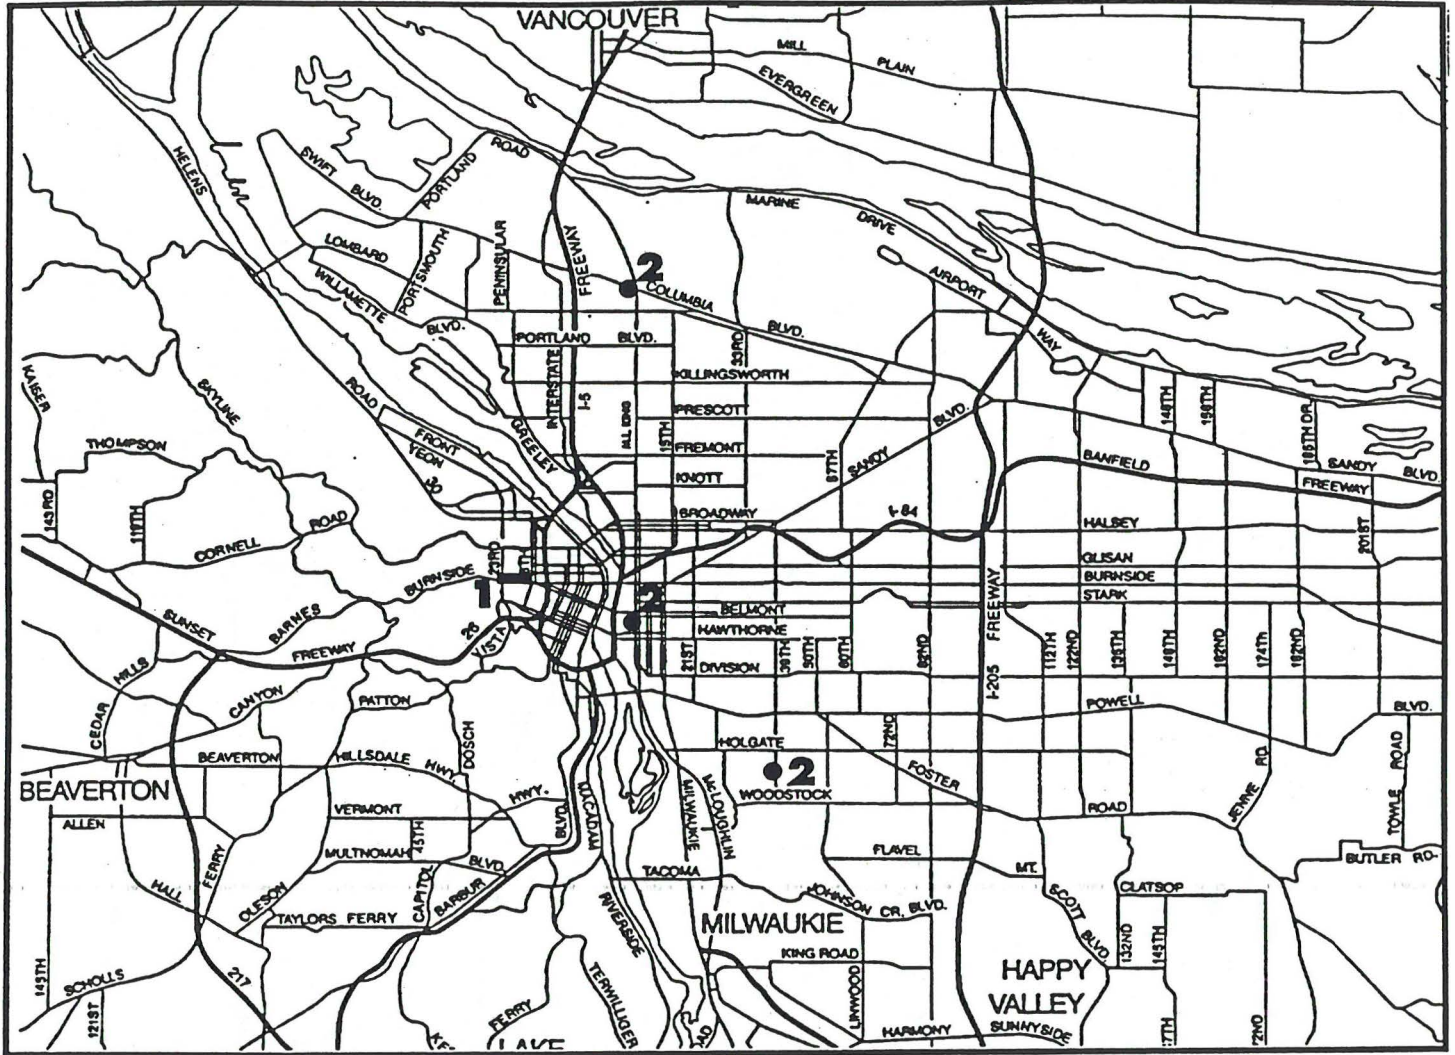 VANCOUVER
MILL
PLAIN
EVERGREEN
HELENS
ROAD
SWIFT
BLVD.
PORTLAND
MARINE
DRIVE
LOMBARD
PORTSMOUTH
PENINSULAR
FREEWAY
2
AIRPORT
WILLAMETTE
COLUMBIA
BLVD.
BLVD.
PORTLAND BLVD.
WAY
33RD
KAISER
SKYLINE
ROAD
INTERSTATE
I-5
KILLINGSWORTH
BLVD.
148TH
158TH
185TH DR.
PRESCOTT
M.L. KING
15TH
FRONT
GREELEY
FREMONT
THOMPSON
YEON
57TH
SANDY
BANFIELD
SANDY BLVD.
30
KNOTT
FREEWAY
143RD
119TH
ROAD
BROADWAY
I-84
HALSEY
201ST
CORNELL
23RD
GLISAN
BURNSIDE
BURNSIDE
1
STARK
2
SUNSET
BARNES
BELMONT
26
VISTA
HAWTHORNE
FREEWAY
FREEWAY
HILLS
21ST
DIVISION
39TH
50TH
60TH
82ND
112TH
122ND
148TH
162ND
174TH
182ND
I-205
CEDAR
CANYON
PATTON
POWELL
BLVD.
DOSCH
72ND
HOLGATE
BEAVERTON
HILLSDALE
HWY.
2
FOSTER
RD.
ROAD
BEAVERTON
HWY.
MACADAM
MILWAUKIE
McLOUGHLIN
WOODSTOCK
ROAD
JENNE
TOWLE
ALLEN
VERMONT
45TH
BLVD.
MULTNOMAH
BLVD.
FLAVEL
BUTLER RD.
HALL
FERRY
OLESON
CAPITOL
BARBUR
TACOMA
MT.
SCOTT
BLVD.
CLATSOP
JOHNSON CR. BLVD.
TAYLORS FERRY
RIVERSIDE
MILWAUKIE
132ND
145TH
KING ROAD
145TH
SCHOLLS
217
HAPPY
VALLEY
121ST
FERRY
TERWILLIGER
LINWOOD
HARMONY
SUNNYSIDE